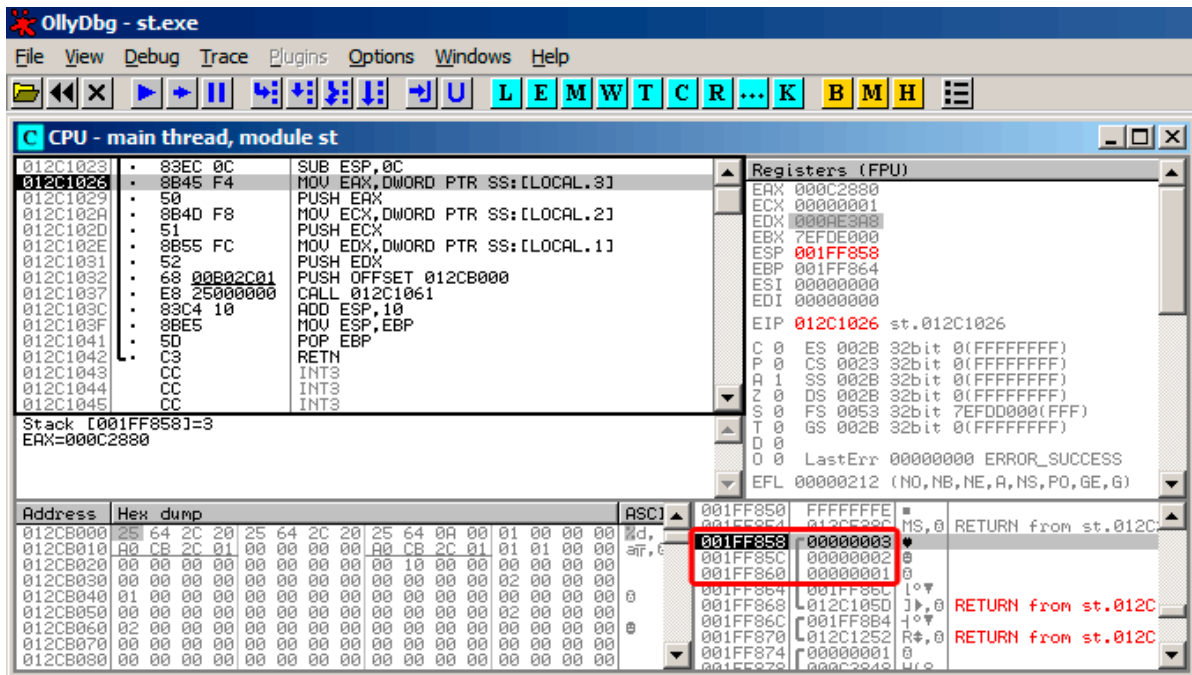 OllyDbg - st.exe
File View Debug Trace Plugins Options Windows Help
L E M W T C R ... K B M H
C CPU - main thread, module st
012C1023 · 83EC 0C SUB ESP,0C
012C1026 · 8B45 F4 MOV EAX,DWORD PTR SS:[LOCAL.3]
012C1029 · 50 PUSH EAX
012C102A · 8B4D F8 MOV ECX,DWORD PTR SS:[LOCAL.2]
012C102D · 51 PUSH ECX
012C102E · 8B55 FC MOV EDX,DWORD PTR SS:[LOCAL.1]
012C1031 · 52 PUSH EDX
012C1032 · 68 00B02C01 PUSH OFFSET 012CB000
012C1037 · E8 25000000 CALL 012C1061
012C103C · 83C4 10 ADD ESP,10
012C103F · 8BE5 MOV ESP,EBP
012C1041 · 5D POP EBP
012C1042 · C3 RETN
012C1043 CC INT3
012C1044 CC INT3
012C1045 CC INT3
Stack [001FF858]=3
EAX=000C2880
Registers (FPU)
EAX 000C2880
ECX 00000001
EDX 000AE3A8
EBX 7EFDE000
ESP 001FF858
EBP 001FF864
ESI 00000000
EDI 00000000
EIP 012C1026 st.012C1026
C 0 ES 002B 32bit 0(FFFFFFFF)
P 0 CS 0023 32bit 0(FFFFFFFF)
A 1 SS 002B 32bit 0(FFFFFFFF)
Z 0 DS 002B 32bit 0(FFFFFFFF)
S 0 FS 0053 32bit 7EFDD000(FFF)
T 0 GS 002B 32bit 0(FFFFFFFF)
D 0
O 0 LastErr 00000000 ERROR_SUCCESS
EFL 00000212 (NO,NB,NE,A,NS,PO,GE,G)
Address Hex dump ASCI
012CB000 25 64 2C 20 25 64 2C 20 25 64 0A 00 01 00 00 00 %d,
012CB010 A0 CB 2C 01 00 00 00 00 A0 CB 2C 01 01 01 00 00
012CB020 00 00 00 00 00 00 00 00 00 10 00 00 00 00 00 00
012CB030 00 00 00 00 00 00 00 00 00 00 00 00 02 00 00 00
012CB040 01 00 00 00 00 00 00 00 00 00 00 00 00 00 00 00
012CB050 00 00 00 00 00 00 00 00 00 00 00 00 02 00 00 00
012CB060 02 00 00 00 00 00 00 00 00 00 00 00 00 00 00 00
012CB070 00 00 00 00 00 00 00 00 00 00 00 00 00 00 00 00
012CB080 00 00 00 00 00 00 00 00 00 00 00 00 00 00 00 00
001FF850 FFFFFFFE
RETURN from st.012C
001FF858 00000003 ♥
001FF85C 00000002
001FF860 00000001
001FF864 001FF86C
001FF868 012C105D RETURN from st.012C
001FF86C 001FF8B4
001FF870 012C1252 RETURN from st.012C
001FF874 00000001